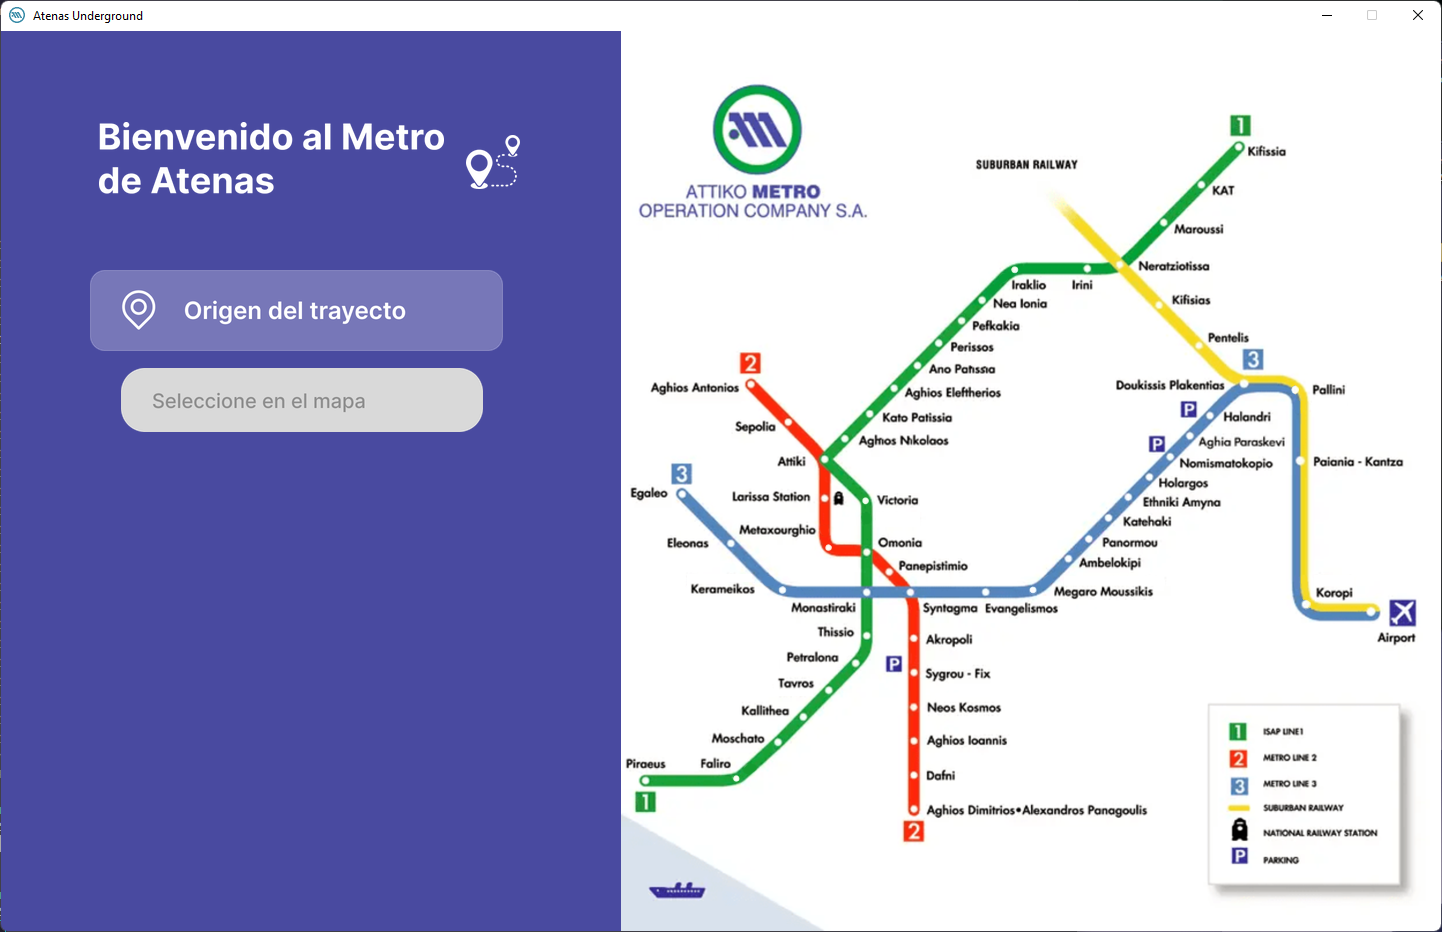 Atenas Underground
Bienvenido al Metro
de Atenas
Origen del trayecto
Seleccione en el mapa
ATTIKO METRO
OPERATION COMPANY S.A.
SUBURBAN RAILWAY
1
Kifissia
KAT
Maroussi
Neratziotissa
Iraklio
Irini
Nea Ionia
Kifisias
Pefkakia
Pentelis
Perissos
2
3
Ano Patissia
Aghios Antonios
Doukissis Plakentias
Pallini
Aghios Eleftherios
P
Halandri
Kato Patissia
Sepolia
Aghios Nikolaos
P
Aghia Paraskevi
Attiki
Nomismatokopio
Paiania - Kantza
3
Holargos
Egaleo
Larissa Station
Victoria
Ethniki Amyna
Katehaki
Metaxourghio
Eleonas
Omonia
Panormou
Panepistimio
Ambelokipi
Kerameikos
Megaro Moussikis
Koropi
Monastiraki
Syntagma
Evangelismos
Airport
Thissio
Akropoli
Petralona
P
Sygrou - Fix
Tavros
Kallithea
Neos Kosmos
Moschato
Aghios Ioannis
Piraeus
Faliro
Dafni
1
Aghios Dimitrios•Alexandros Panagoulis
2
1 ISAP LINE1
2 METRO LINE 2
3 METRO LINE 3
SUBURBAN RAILWAY
NATIONAL RAILWAY STATION
P PARKING